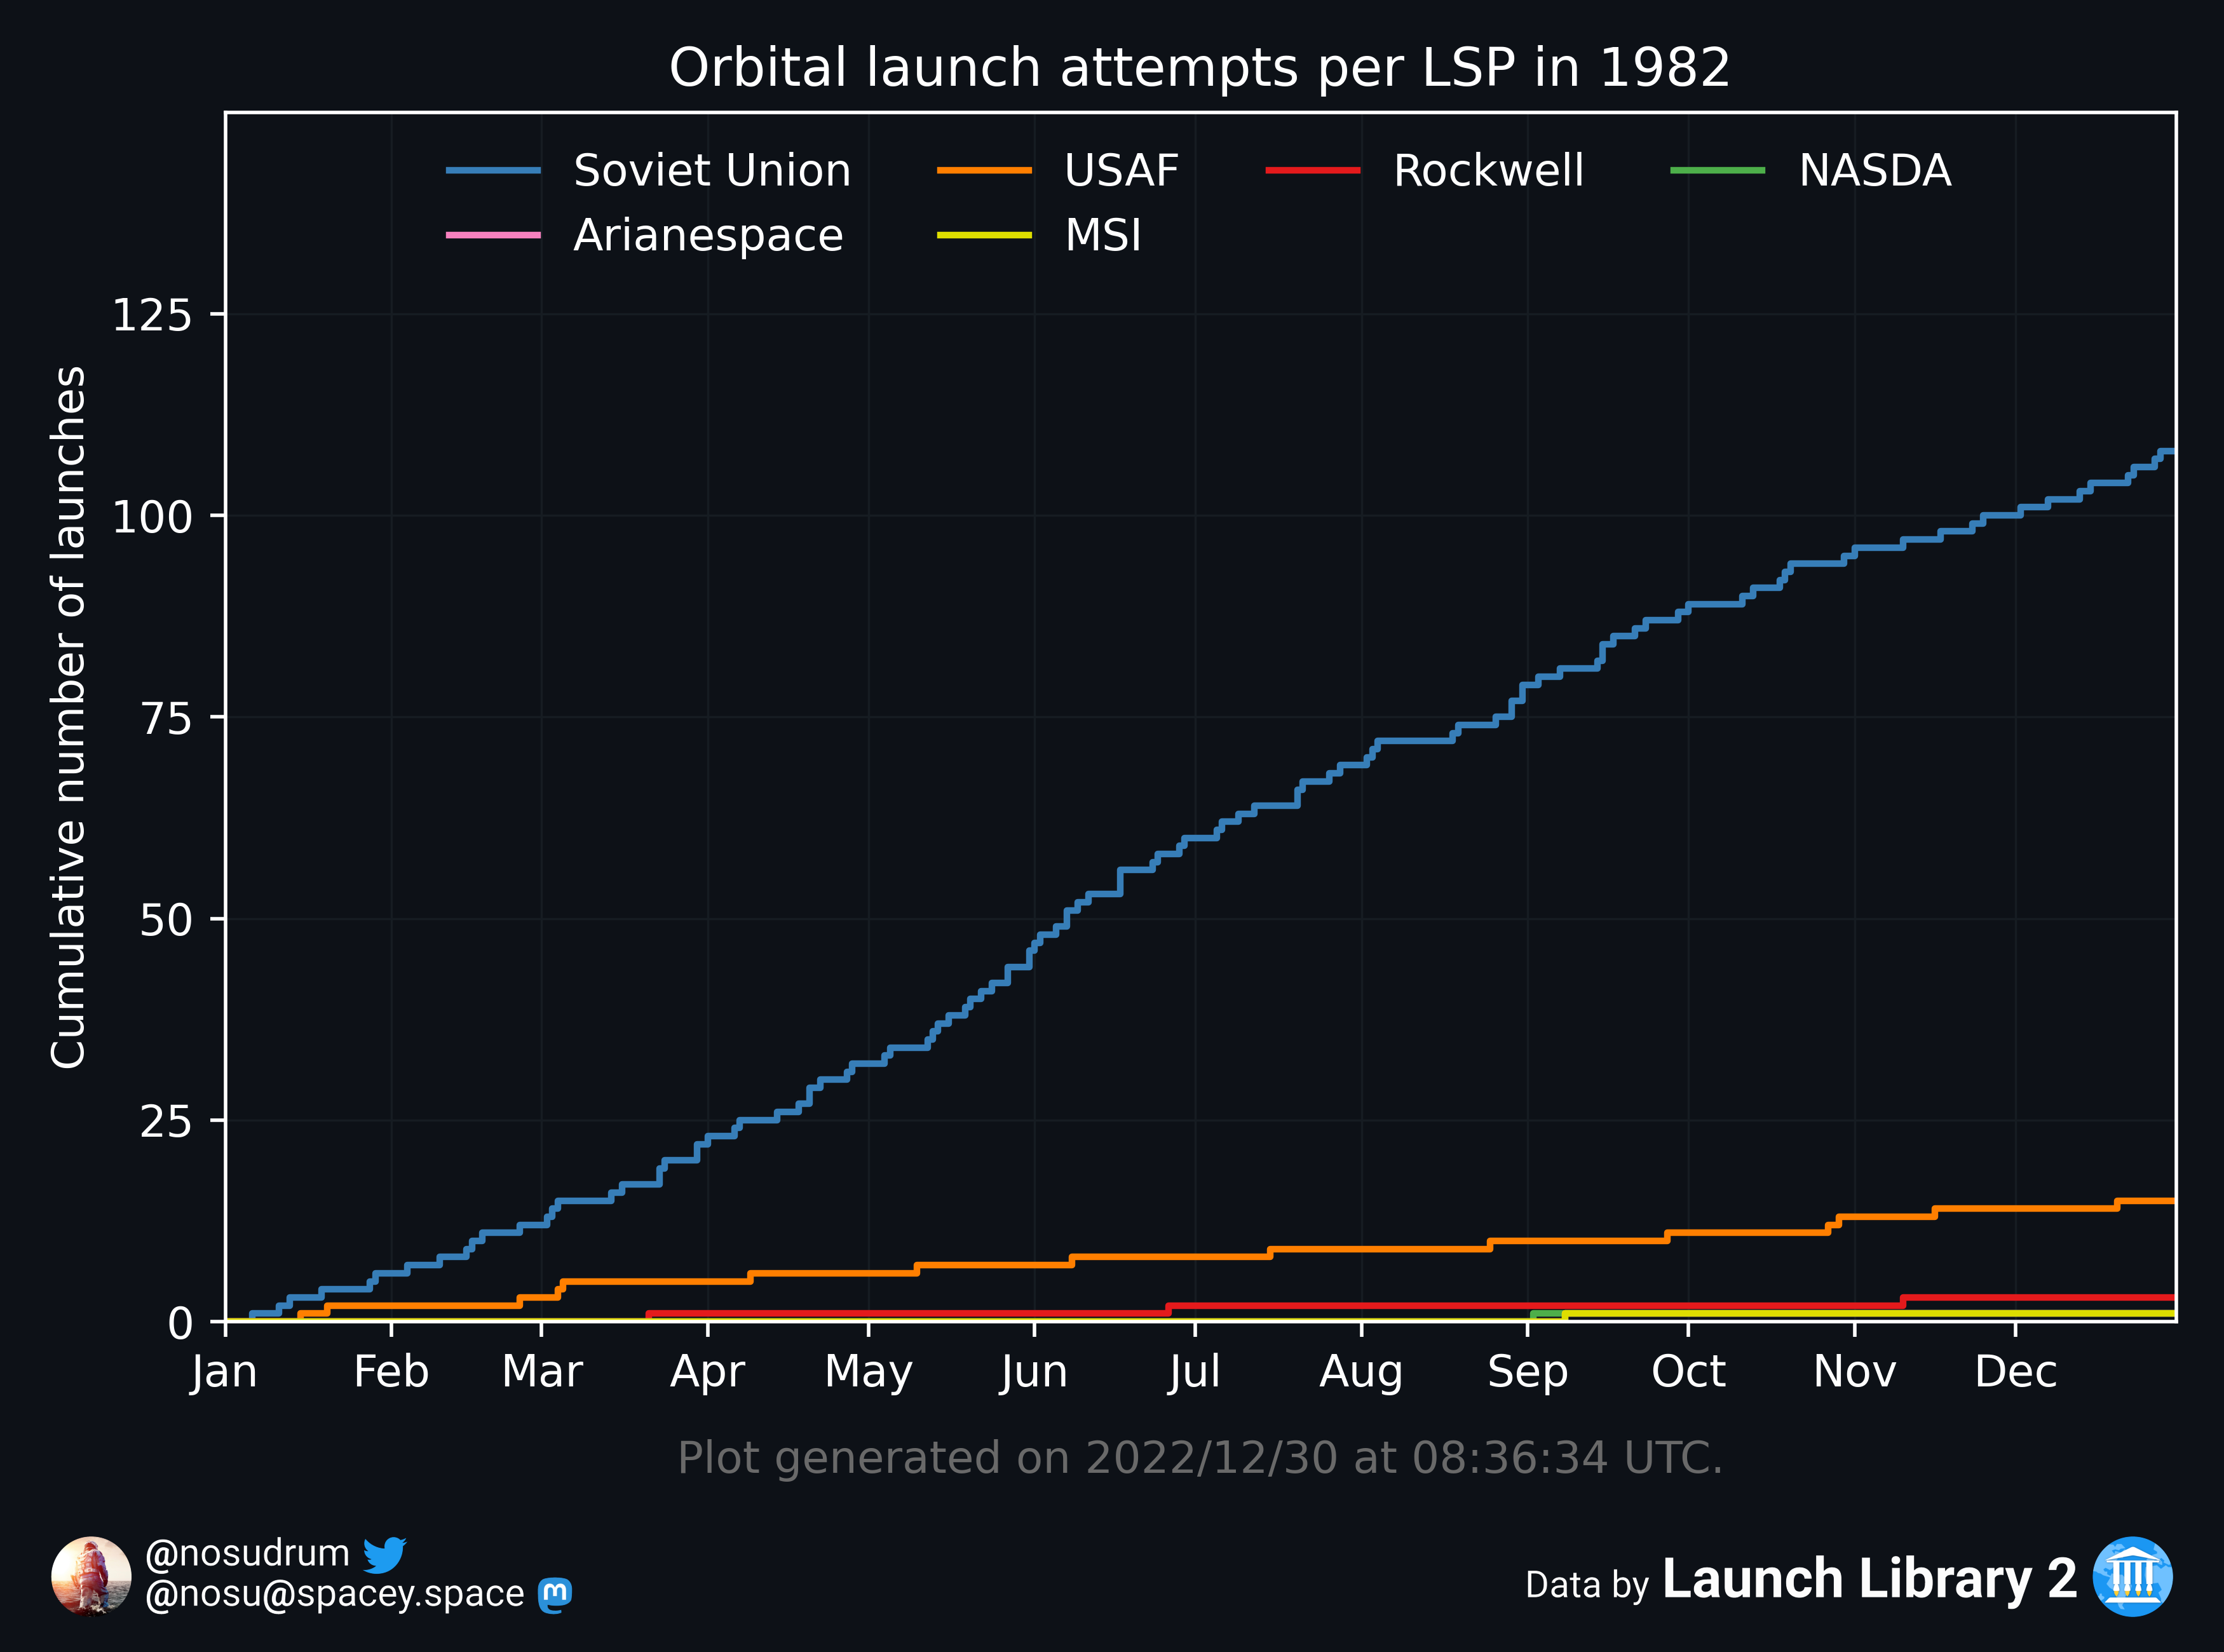 Orbital launch attempts per LSP in 1982
Soviet Union USAF Rockwell NASDA
Arianespace MSI
125
100
75
50
25
0
Cumulative number of launches
Jan Feb Mar Apr May Jun Jul Aug Sep Oct Nov Dec
Plot generated on 2022/12/30 at 08:36:34 UTC.
@nosudrum
@nosu@spacey.space
Data by Launch Library 2